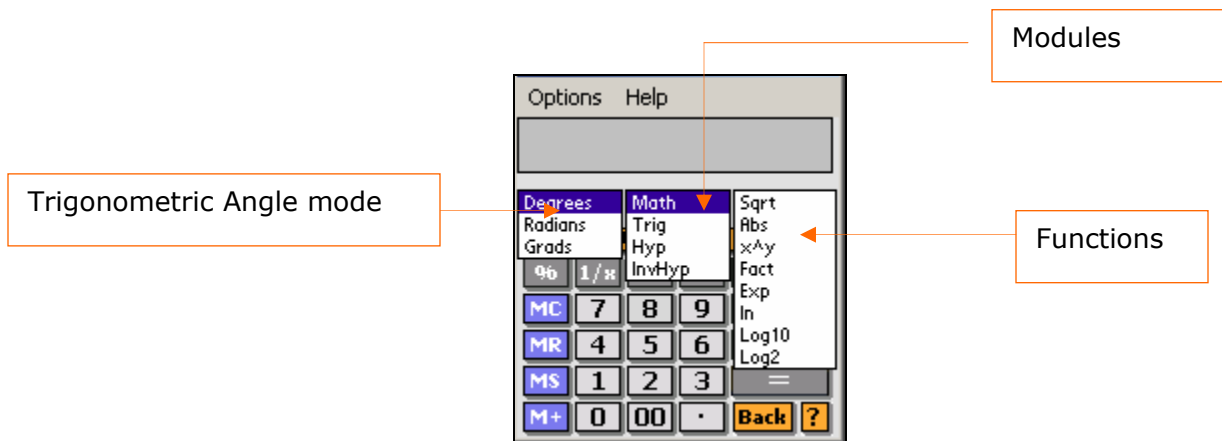 Modules
Options Help
Trigonometric Angle mode
Degrees
Radians
Grads
Math
Trig
Hyp
InvHyp
Sqrt
Abs
x^y
Fact
Exp
ln
Log10
Log2
Functions
% 1/x
MC 7 8 9
MR 4 5 6
MS 1 2 3 =
M+ 0 00 . Back ?